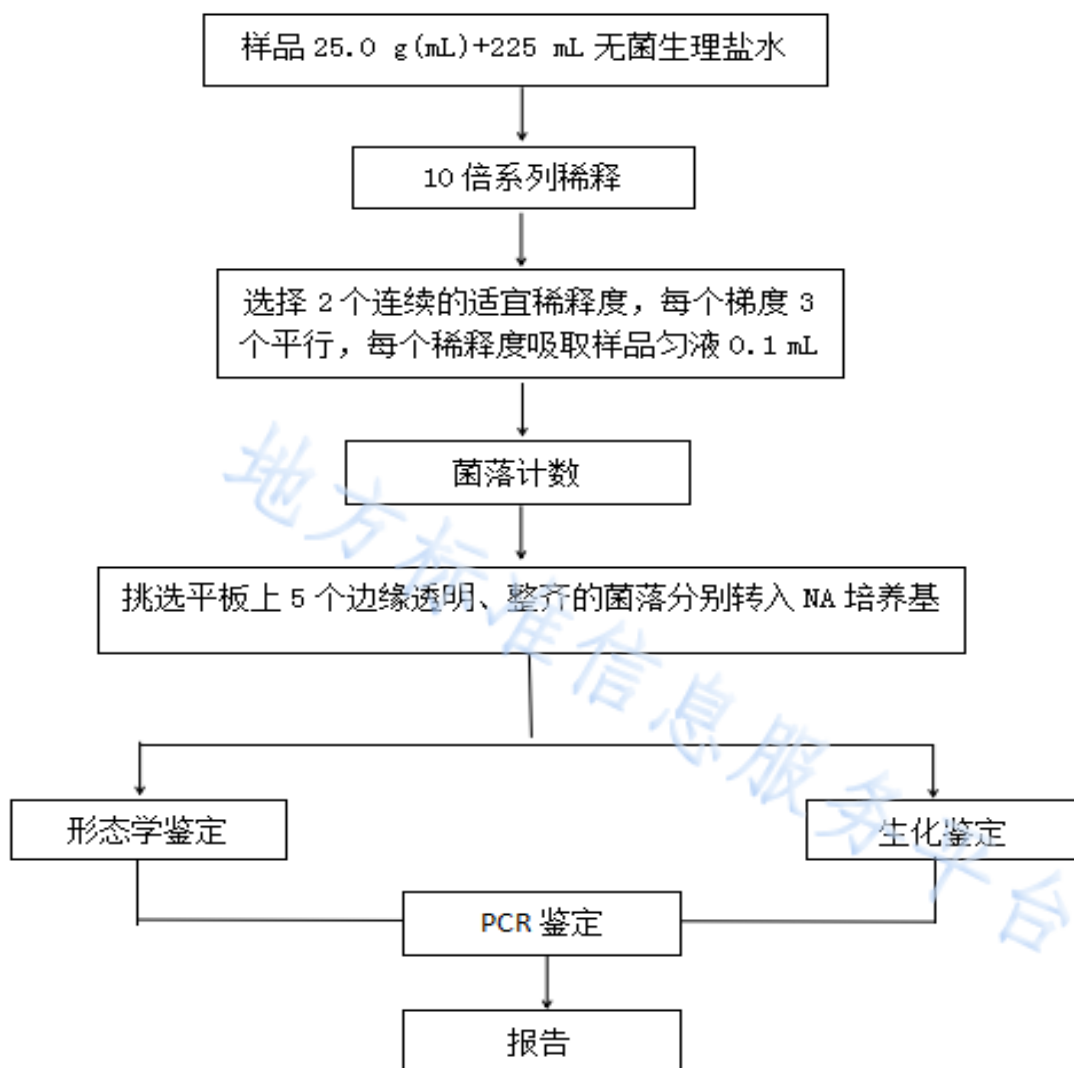 样品 25.0 g(mL)+225 mL 无菌生理盐水
10 倍系列稀释
选择 2 个连续的适宜稀释度，每个梯度 3
个平行，每个稀释度吸取样品匀液 0.1 mL
菌落计数
挑选平板上 5 个边缘透明、整齐的菌落分别转入 NA 培养基
形态学鉴定
生化鉴定
PCR 鉴定
报告
地方标准信息服务平台